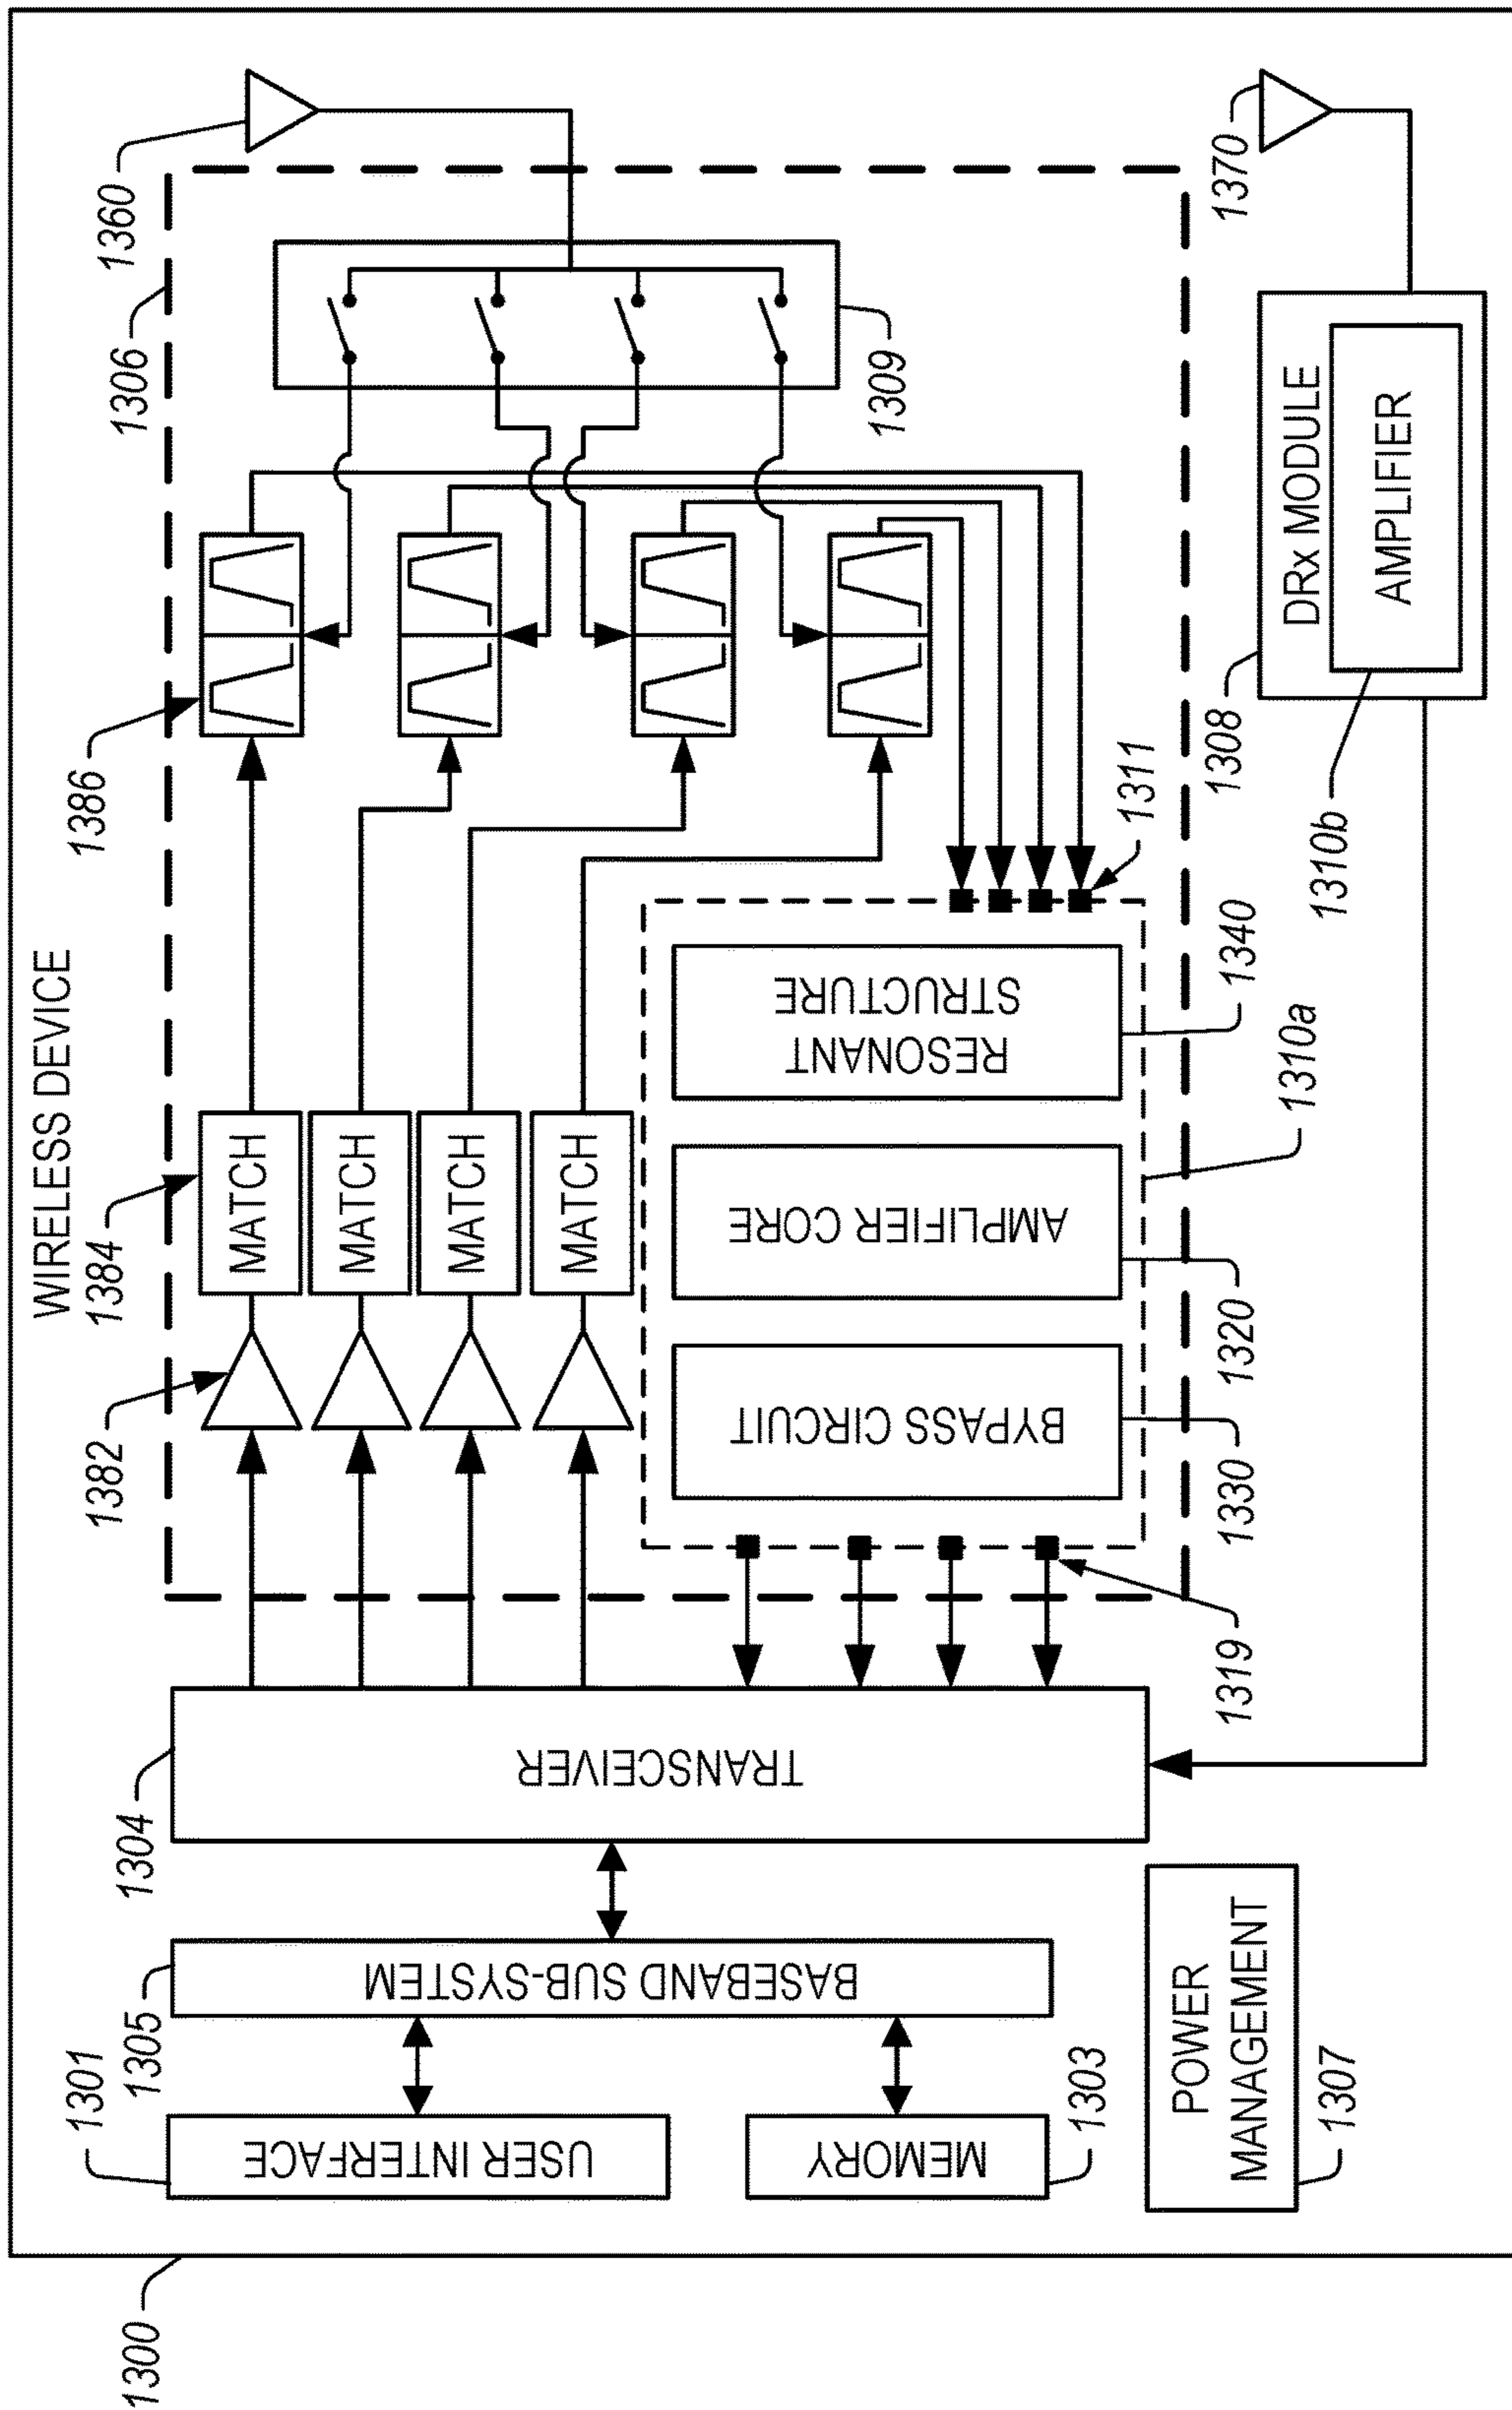 WIRELESS DEVICE
1300
1301
USER INTERFACE
1303
MEMORY
1305
BASEBAND SUB-SYSTEM
1307
POWER
MANAGEMENT
1304
TRANSCEIVER
1382
1384
MATCH
MATCH
MATCH
MATCH
1386
1306
1360
1309
1319
BYPASS CIRCUIT
1330
AMPLIFIER CORE
1320
RESONANT
STRUCTURE
1340
1310a
1311
1308
DRx MODULE
AMPLIFIER
1310b
1370